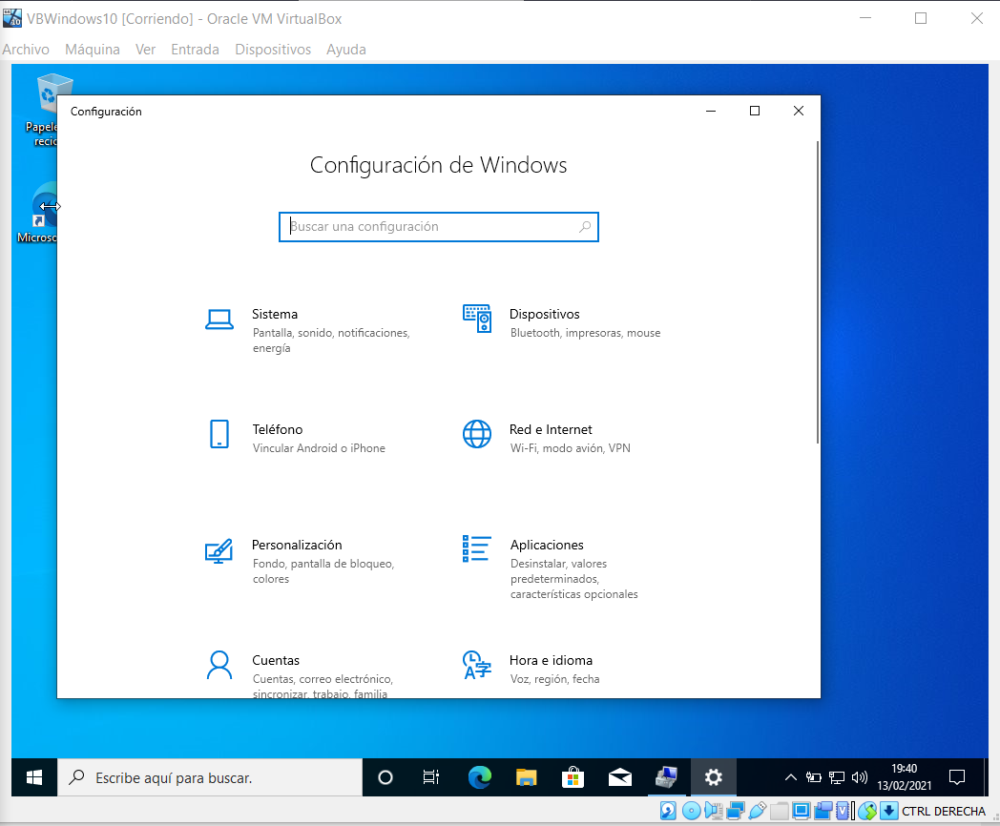 VBWindows10 [Corriendo] - Oracle VM VirtualBox
Archivo Máquina Ver Entrada Dispositivos Ayuda
Configuración
Configuración de Windows
Buscar una configuración
Sistema
Pantalla, sonido, notificaciones,
energía
Dispositivos
Bluetooth, impresoras, mouse
Teléfono
Vincular Android o iPhone
Red e Internet
Wi-Fi, modo avión, VPN
Personalización
Fondo, pantalla de bloqueo,
colores
Aplicaciones
Desinstalar, valores
predeterminados,
características opcionales
Cuentas
Cuentas, correo electrónico,
sincronizar, trabajo, familia
Hora e idioma
Voz, región, fecha
Papele
recic
Microsc
Escribe aquí para buscar.
19:40
13/02/2021
CTRL DERECHA